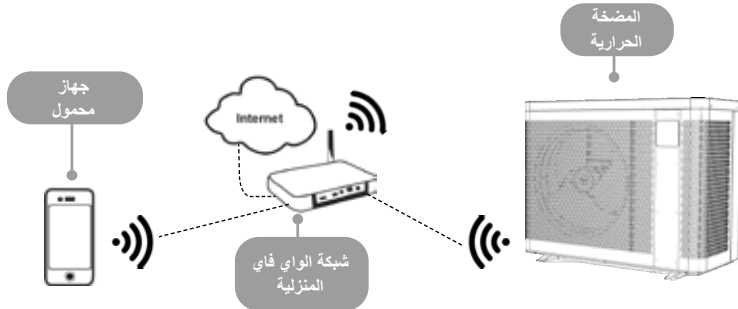 المضخة
الحرارية
جهاز
محمول
Internet
شبكة الواي فاي
المنزلية